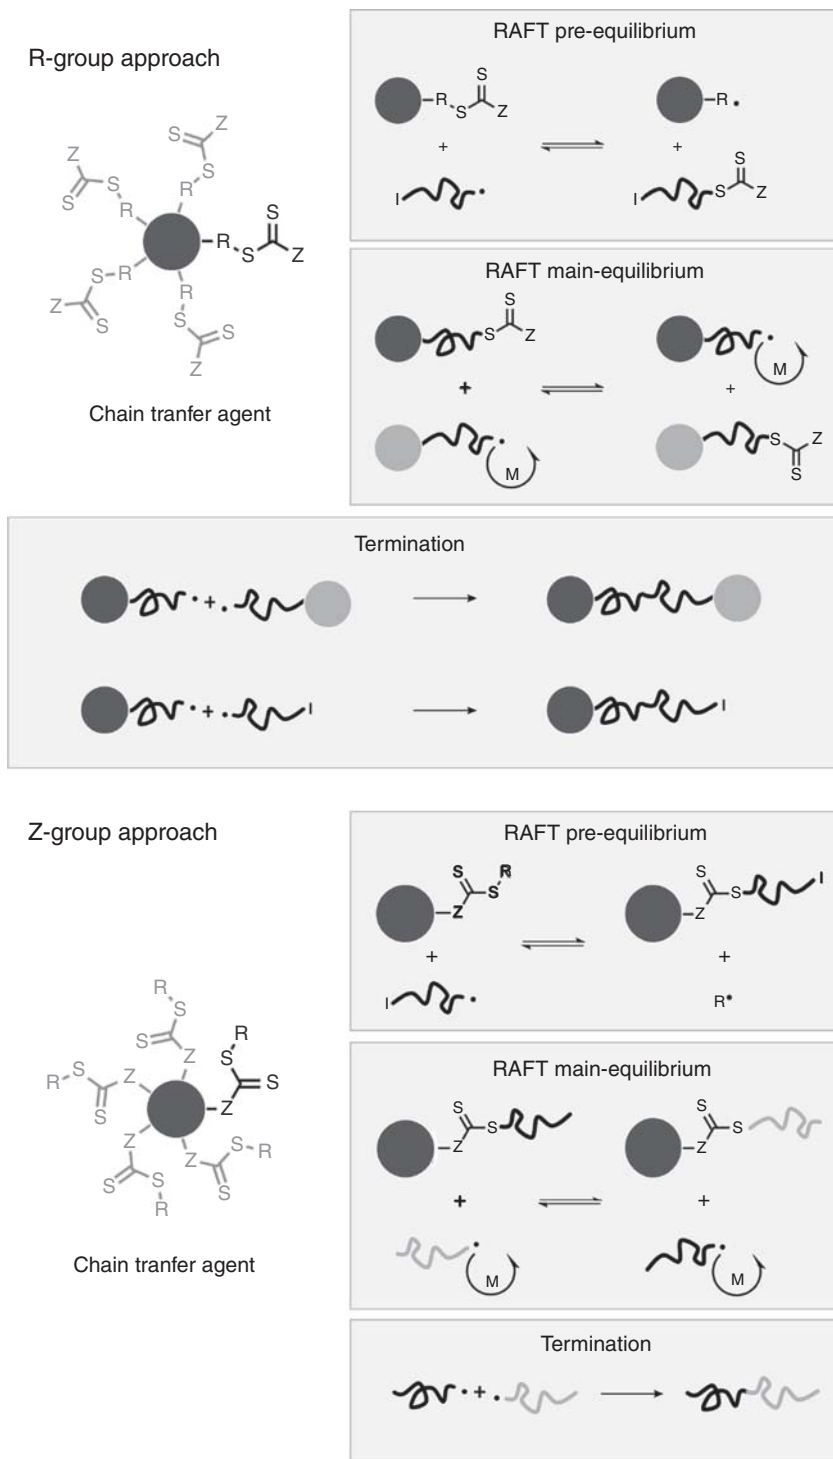 R-group approach
S
Z
Z
S
S
S
R
R
S
R
S
Z
S
R
R
Z
S
S
S
Z
Chain tranfer agent
RAFT pre-equilibrium
S
R
S
Z
R •
+
+
S
I
•
I
S
Z
RAFT main-equilibrium
S
S
Z
•
M
+
+
•
M
S
Z
S
Termination
• + •
• + •
I
I
Z-group approach
R
S
S
Z
R
S
S
Z
R
S
Z
S
Z
Z
S
R
S
S
S
R
Chain tranfer agent
RAFT pre-equilibrium
S
R
S
Z
S
S
I
Z
+
+
I
•
R•
RAFT main-equilibrium
S
S
Z
S
S
Z
+
+
•
M
•
M
Termination
• + •